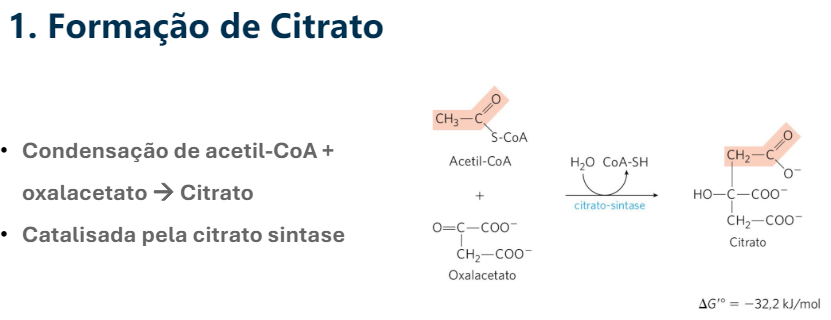 1. Formação de Citrato
• Condensação de acetil-CoA +
oxalacetato → Citrato
• Catalisada pela citrato sintase
O
CH₃—C
S-CoA
Acetil-CoA
+
O=C—COO⁻
CH₂—COO⁻
Oxalacetato
H₂O CoA-SH
citrato-sintase
O
CH₂—C
O⁻
HO—C—COO⁻
CH₂—COO⁻
Citrato
ΔG′° = −32,2 kJ/mol